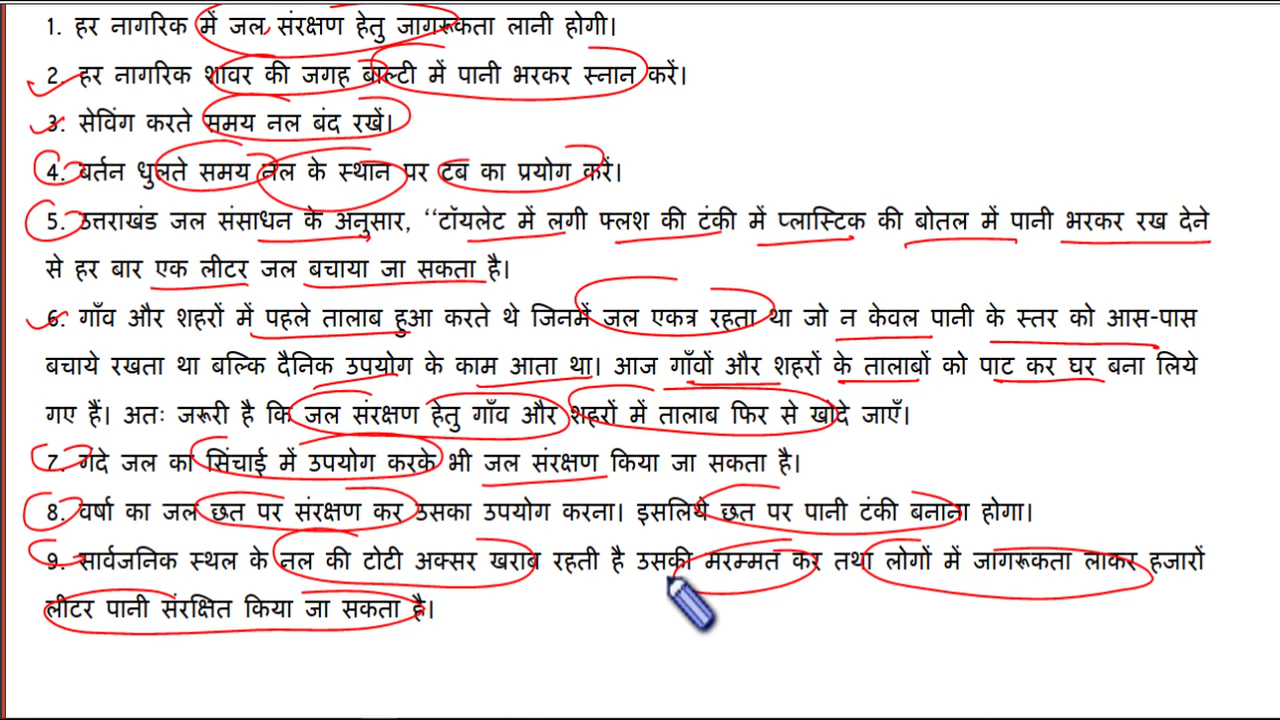 1. हर नागरिक में जल संरक्षण हेतु जागरूकता लानी होगी।
2. हर नागरिक शावर की जगह बाल्टी में पानी भरकर स्नान करें।
3. सेविंग करते समय नल बंद रखें।
4. बर्तन धुलते समय नल के स्थान पर टब का प्रयोग करें।
5. उत्तराखंड जल संसाधन के अनुसार, ‘‘टॉयलेट में लगी फ्लश की टंकी में प्लास्टिक की बोतल में पानी भरकर रख देने
से हर बार एक लीटर जल बचाया जा सकता है।
6. गाँव और शहरों में पहले तालाब हुआ करते थे जिनमें जल एकत्र रहता था जो न केवल पानी के स्तर को आस-पास
बचाये रखता था बल्कि दैनिक उपयोग के काम आता था। आज गाँवों और शहरों के तालाबों को पाट कर घर बना लिये
गए हैं। अतः जरूरी है कि जल संरक्षण हेतु गाँव और शहरों में तालाब फिर से खोदे जाएँ।
7. गंदे जल का सिंचाई में उपयोग करके भी जल संरक्षण किया जा सकता है।
8. वर्षा का जल छत पर संरक्षण कर उसका उपयोग करना। इसलिये छत पर पानी टंकी बनाना होगा।
9. सार्वजनिक स्थल के नल की टोटी अक्सर खराब रहती है उसकी मरम्मत कर तथा लोगों में जागरूकता लाकर हजारों
लीटर पानी संरक्षित किया जा सकता है।